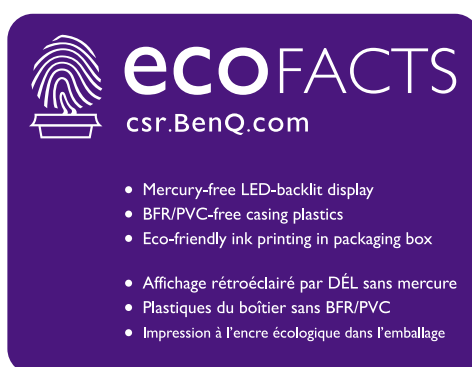 ecoFACTS
csr.BenQ.com
• Mercury-free LED-backlit display
• BFR/PVC-free casing plastics
• Eco-friendly ink printing in packaging box
• Affichage rétroéclairé par DÉL sans mercure
• Plastiques du boîtier sans BFR/PVC
• Impression à l'encre écologique dans l'emballage